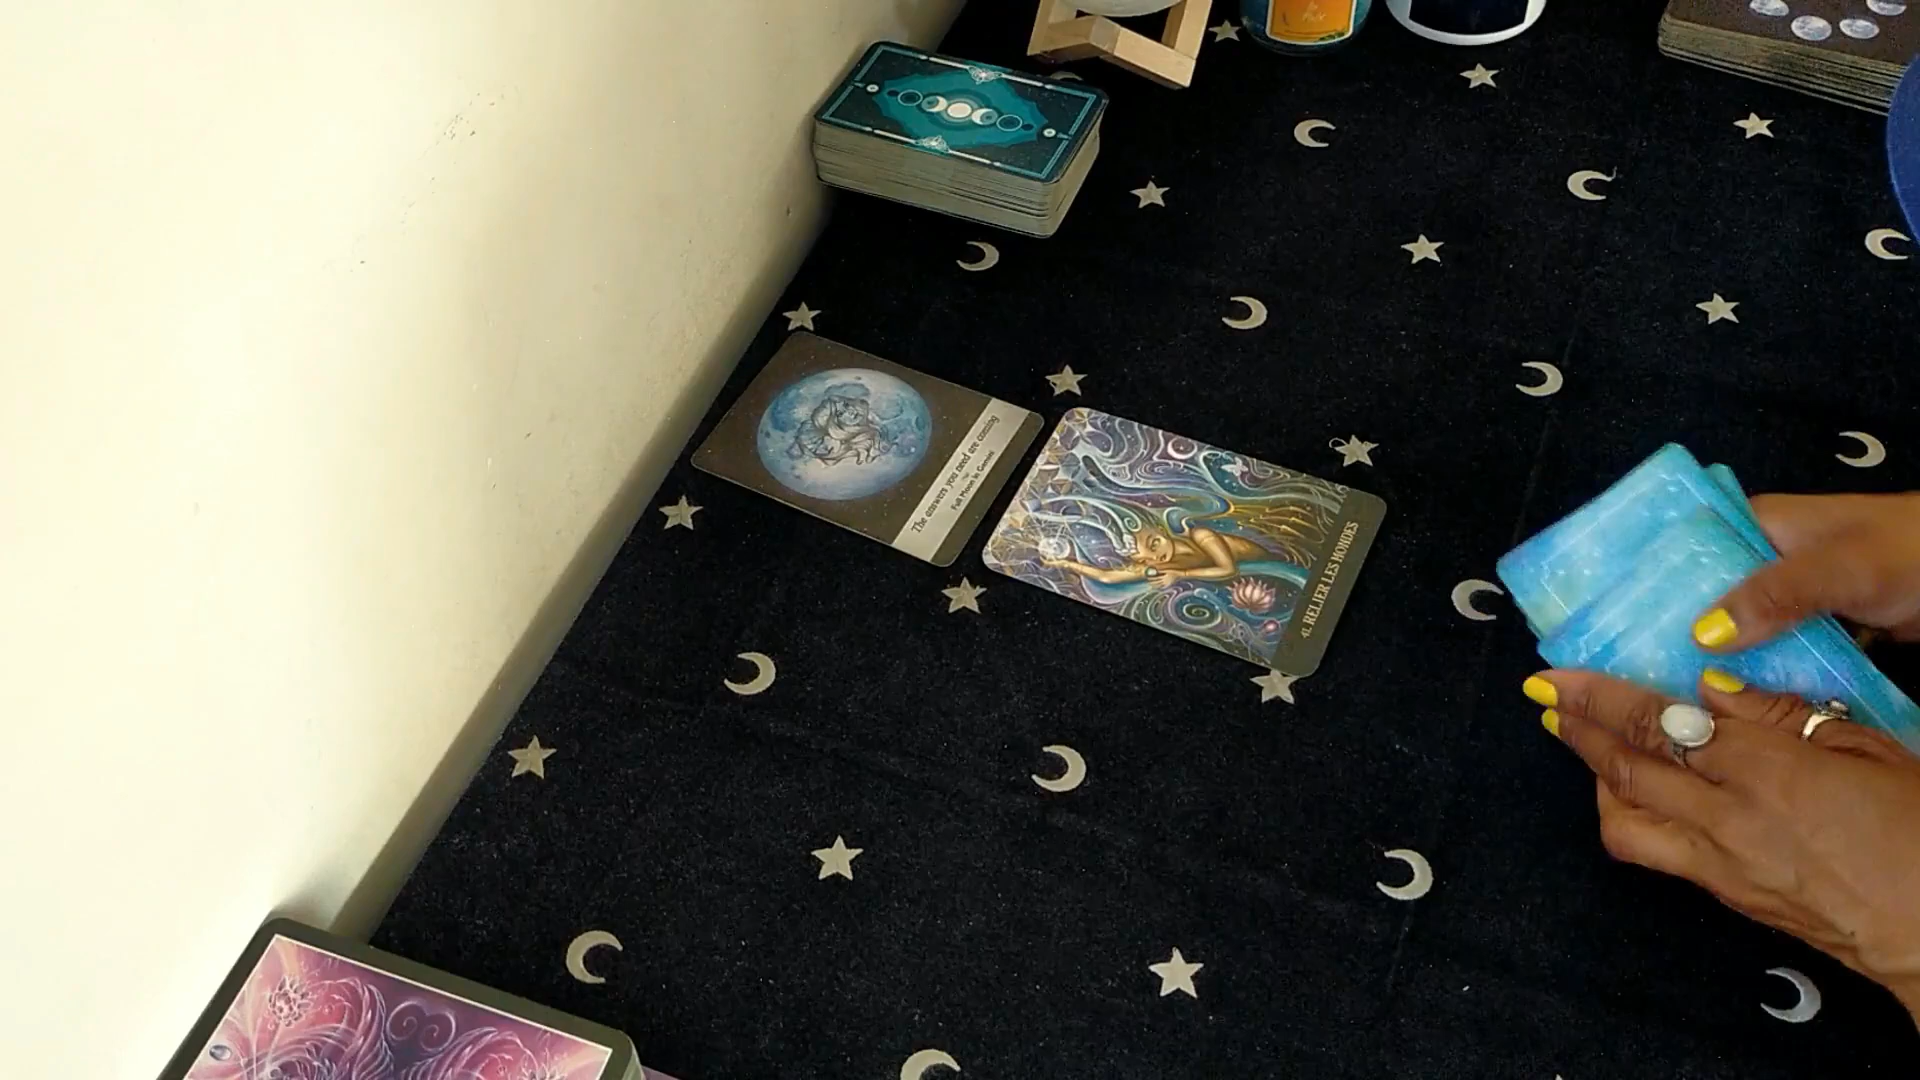 The answers you need are coming
Full Moon in Gemini
41. RELIER LES MONDES